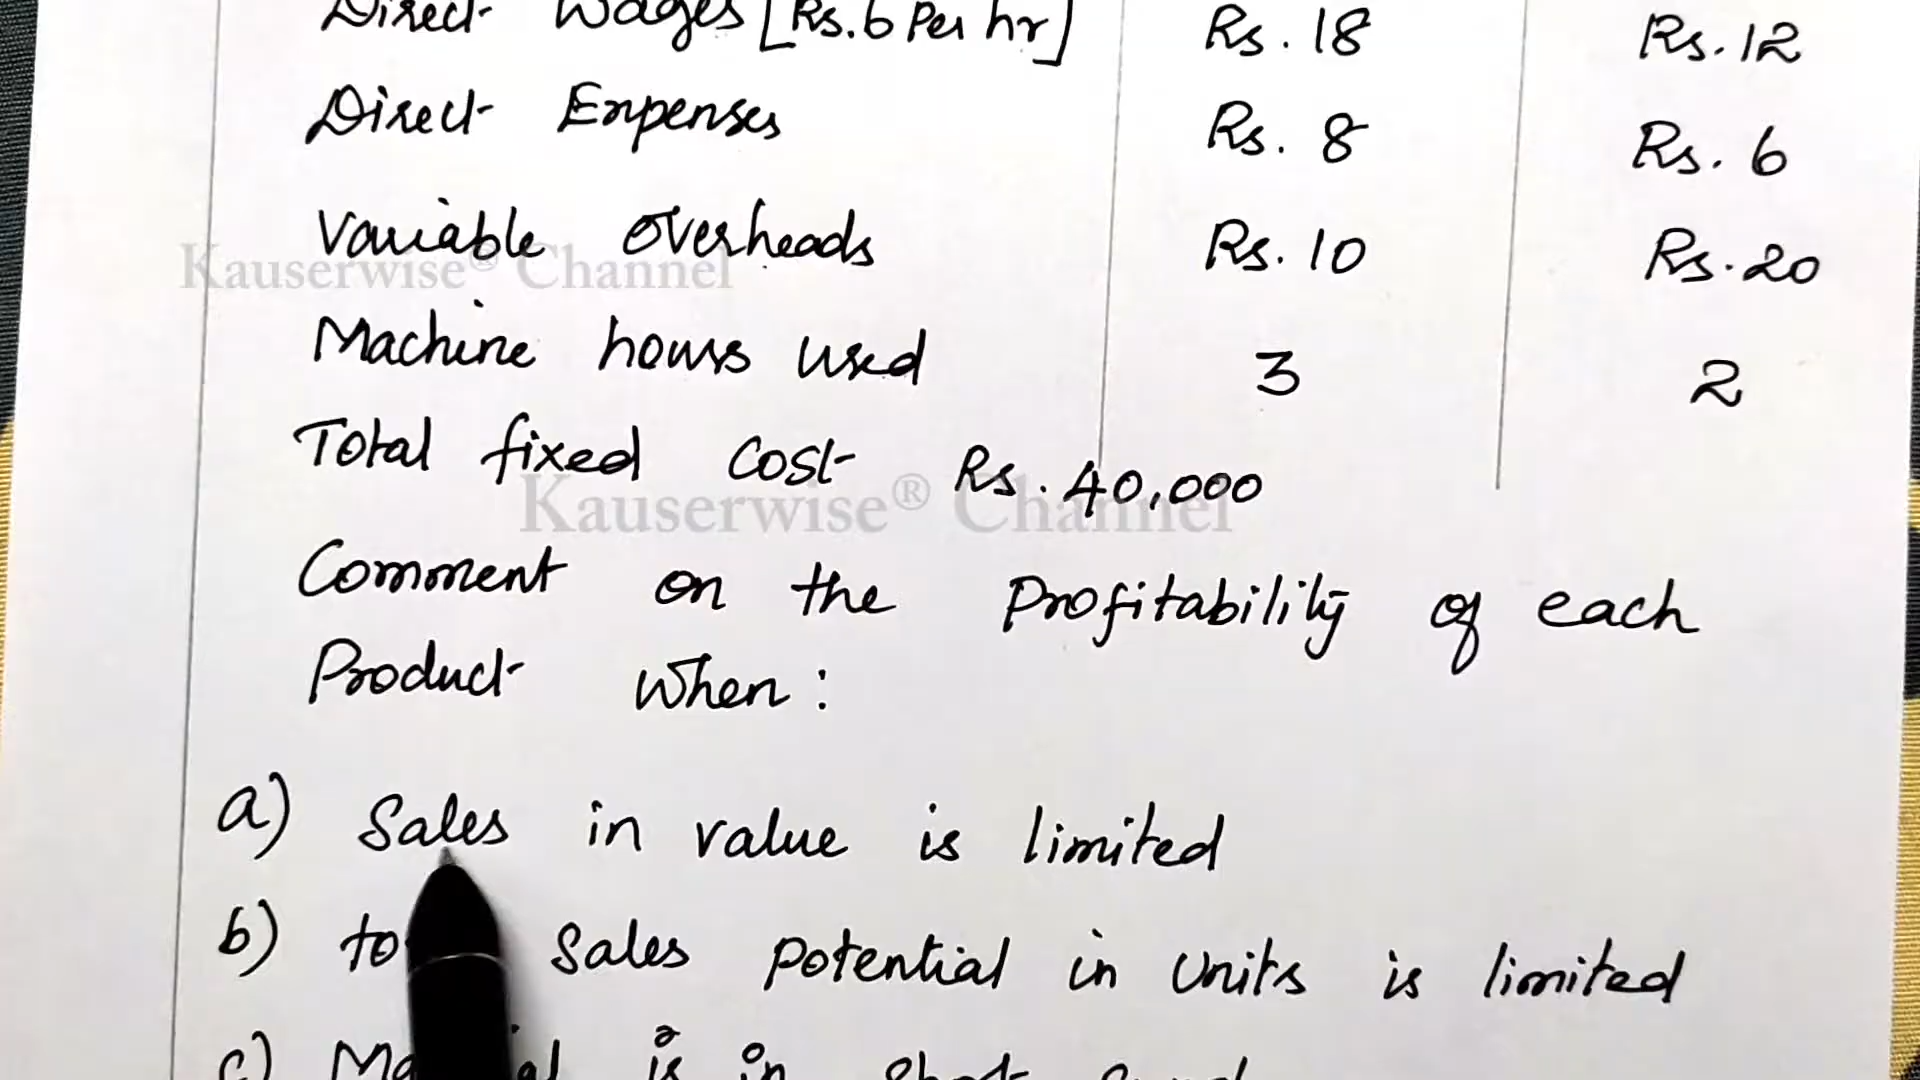 Direct Wages [Rs.6 Per hr] Rs. 18 Rs. 12
Direct Expenses Rs. 8 Rs. 6
Variable overheads Rs. 10 Rs. 20
Kauserwise® Channel
Machine hours used 3 2
Total fixed cost Rs. 40,000
Kauserwise® Channel
Comment on the Profitability of each
Product when:
a) Sales in value is limited
b) Sales potential in units is limited
c) is in